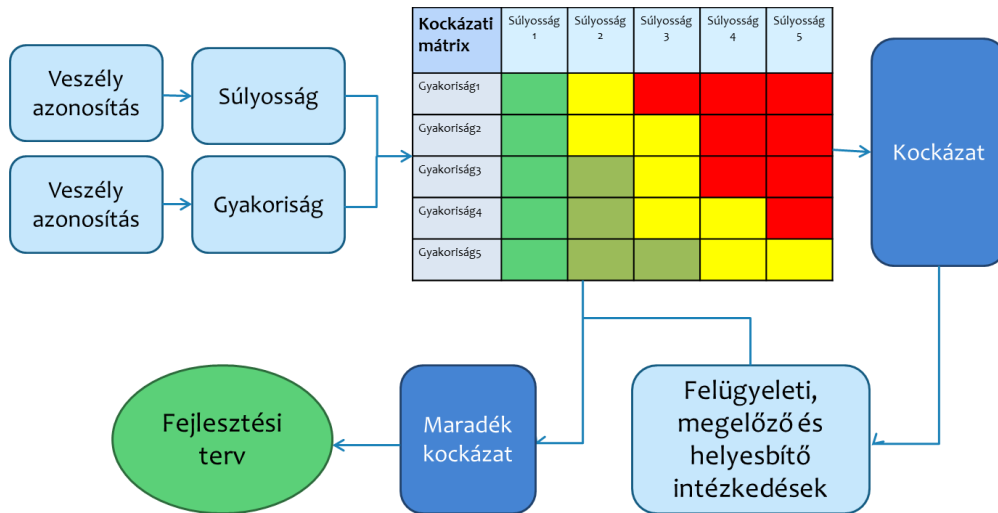 Veszély
azonosítás
Súlyosság
Veszély
azonosítás
Gyakoriság
Kockázati
mátrix
Súlyosság
1
Súlyosság
2
Súlyosság
3
Súlyosság
4
Súlyosság
5
Gyakoriság1
Gyakoriság2
Gyakoriság3
Gyakoriság4
Gyakoriság5
Kockázat
Felügyeleti,
megelőző és
helyesbítő
intézkedések
Maradék
kockázat
Fejlesztési
terv